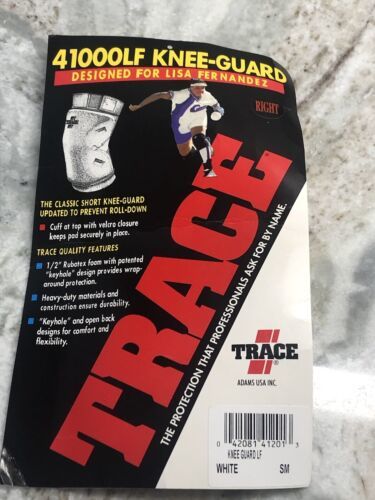 41000LF KNEE-GUARD
DESIGNED FOR LISA FERNANDEZ
RIGHT
TRACE
THE CLASSIC SHORT KNEE-GUARD
UPDATED TO PREVENT ROLL-DOWN
Cuff at top with velcro closure
keeps pad securely in place.
TRACE QUALITY FEATURES
1/2" Rubatex foam with patented
"keyhole" design provides wrap-
around protection.
Heavy-duty materials and
construction ensure durability.
"Keyhole" and open back
designs for comfort and
flexibility.
TRACE®
THE PROTECTION THAT PROFESSIONALS ASK FOR BY NAME.
TRACE®
ADAMS USA INC.
0 42081 41201 3
KNEE GUARD LF
WHITE SM